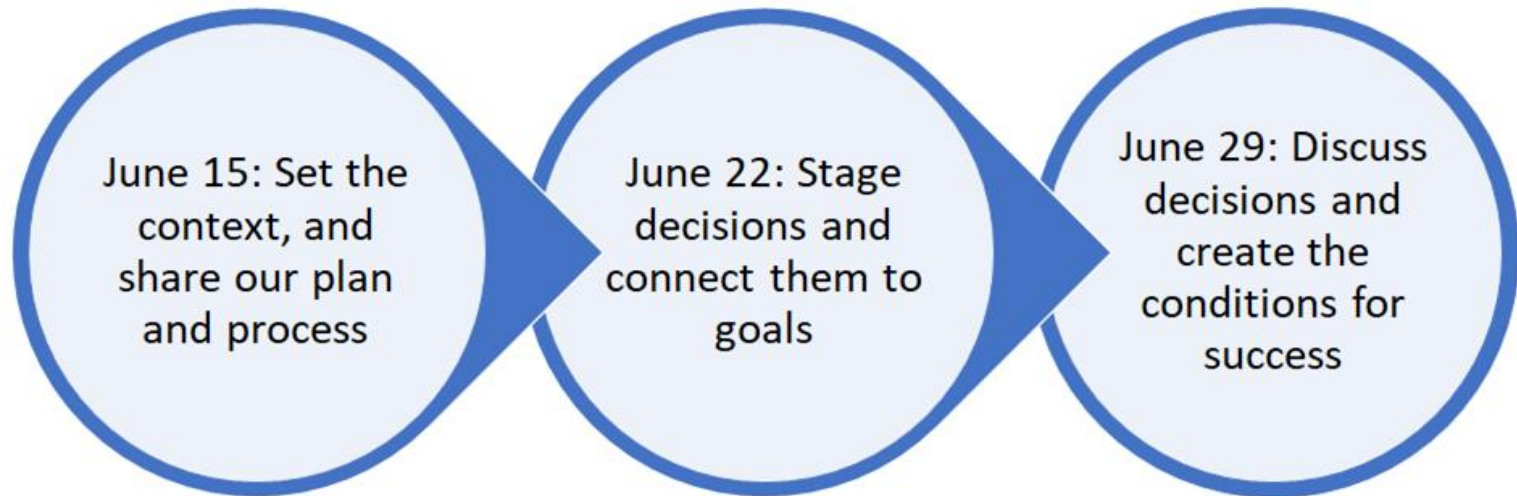 June 15: Set the
context, and
share our plan
and process
June 22: Stage
decisions and
connect them to
goals
June 29: Discuss
decisions and
create the
conditions for
success